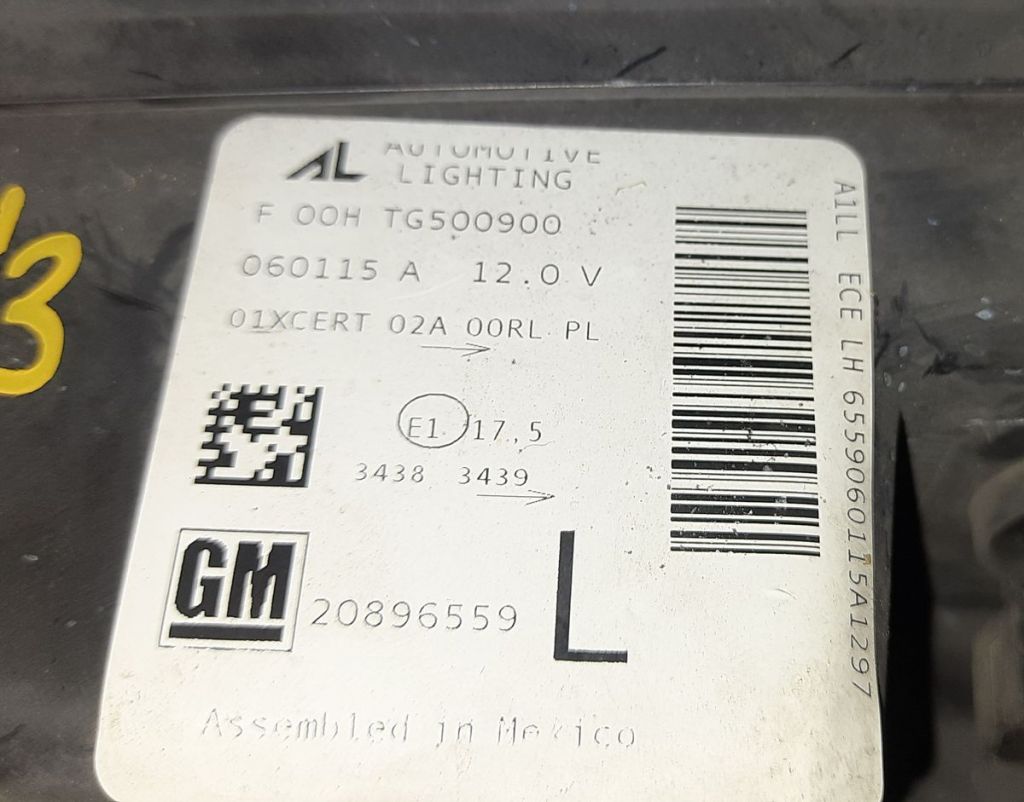 AL AUTOMOTIVE
LIGHTING
F 00H TG500900
060115 A 12.0 V
01XCERT 02A 00RL PL
E1 17.5
3438 3439
GM 20896559
L
Assembled in Mexico
A1LL ECE LH 6559060115A1297
/3